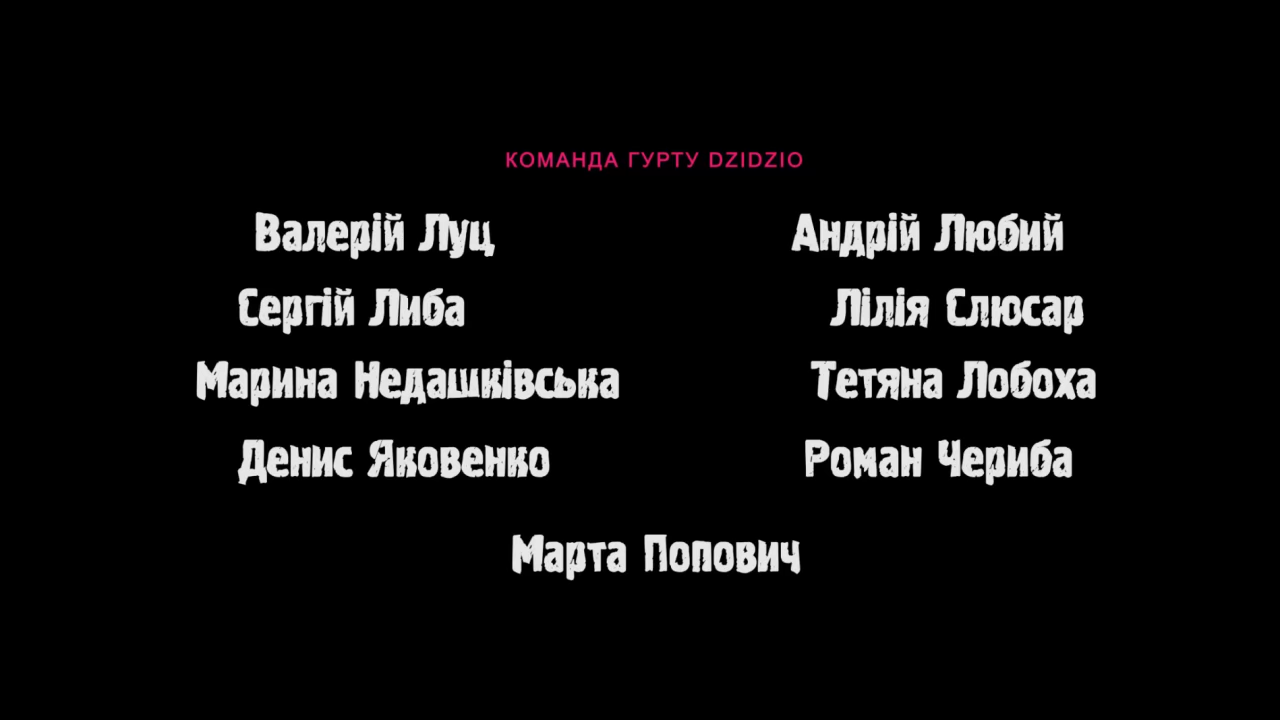 КОМАНДА ГУРТУ DZIDZIO
Валерій Луц
Андрій Любий
Сергій Либа
Лілія Слюсар
Марина Недашківська
Тетяна Лобоха
Денис Яковенко
Роман Чериба
Марта Попович